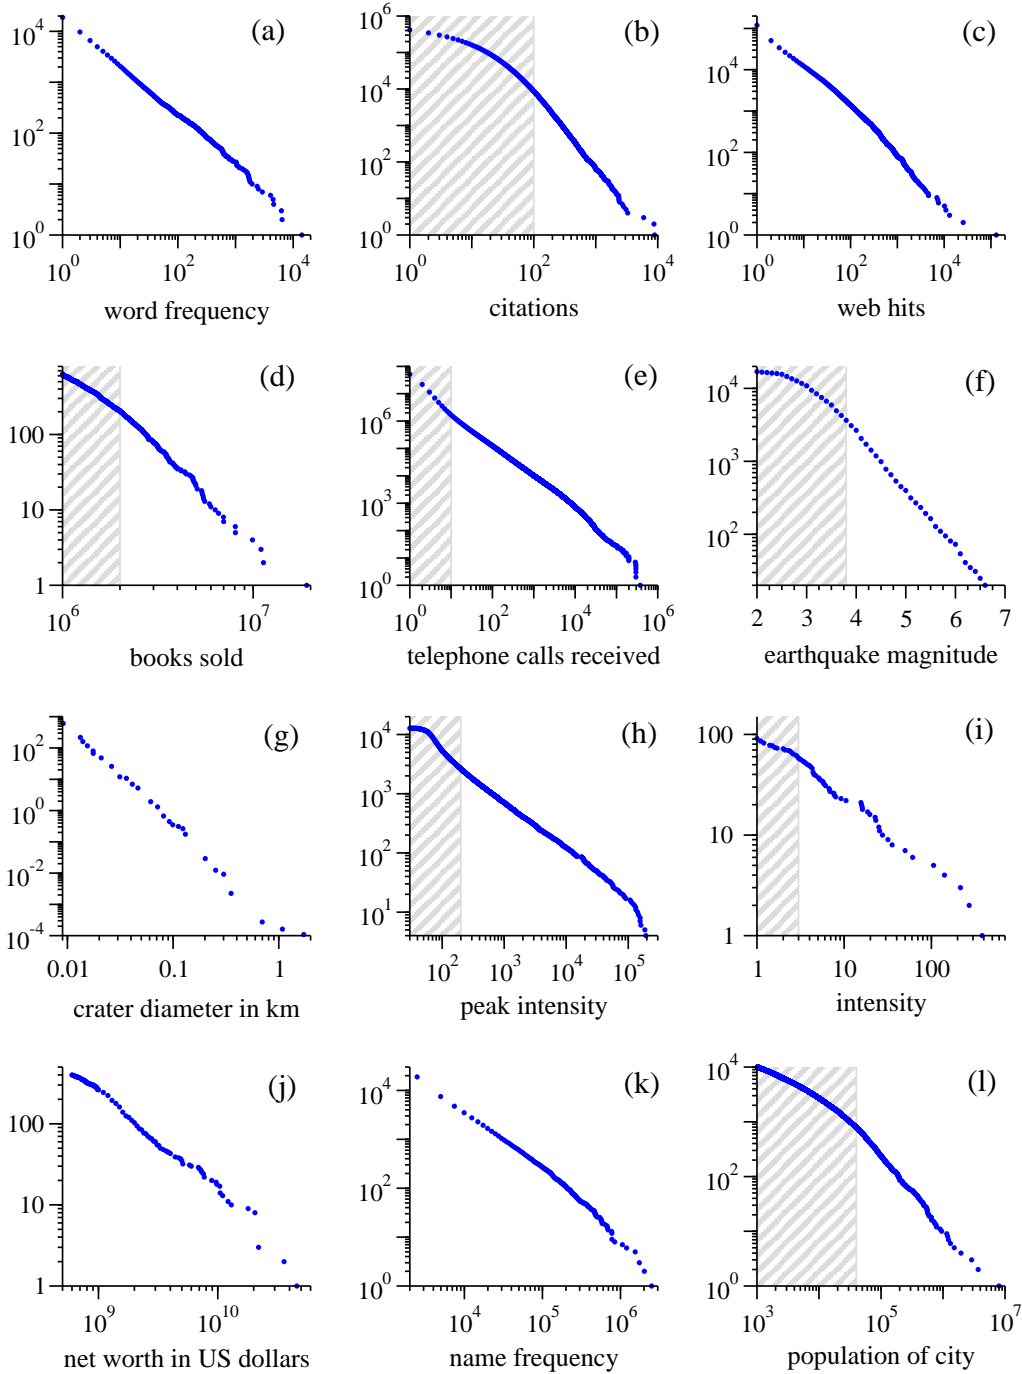 (a)
10^4
10^2
10^0
10^0 10^2 10^4
word frequency
(b)
10^6
10^4
10^2
10^0
10^0 10^2 10^4
citations
(c)
10^4
10^2
10^0
10^0 10^2 10^4
web hits
(d)
100
10
1
10^6 10^7
books sold
(e)
10^6
10^3
10^0
10^0 10^1 10^2 10^3 10^4 10^5 10^6
telephone calls received
(f)
10^4
10^3
10^2
2 3 4 5 6 7
earthquake magnitude
(g)
10^2
10^0
10^-2
10^-4
0.01 0.1 1
crater diameter in km
(h)
10^4
10^3
10^2
10^1
10^2 10^3 10^4 10^5
peak intensity
(i)
100
10
1
1 10 100
intensity
(j)
100
10
1
10^9 10^10
net worth in US dollars
(k)
10^4
10^2
10^0
10^4 10^5 10^6
name frequency
(l)
10^4
10^2
10^0
10^3 10^5 10^7
population of city